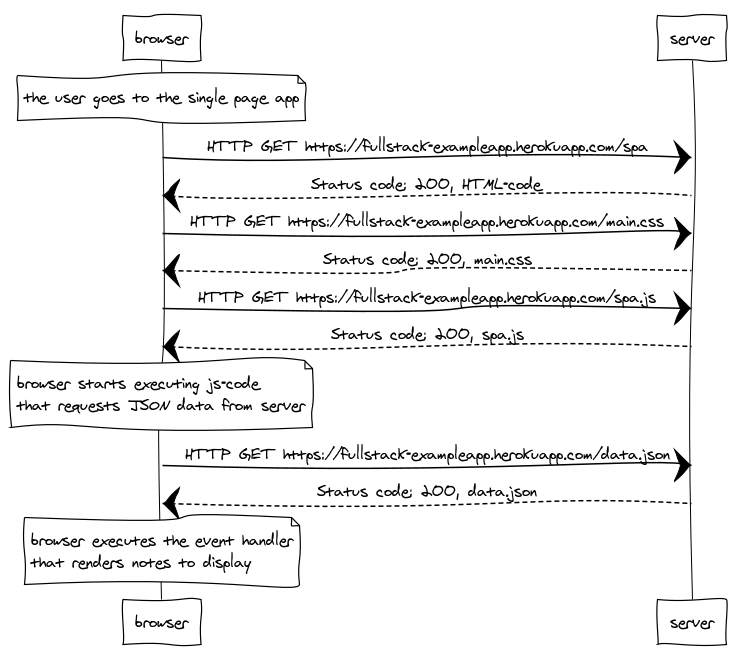 browser server
the user goes to the single page app
HTTP GET https://fullstack-exampleapp.herokuapp.com/spa
Status code: 200, HTML-code
HTTP GET https://fullstack-exampleapp.herokuapp.com/main.css
Status code: 200, main.css
HTTP GET https://fullstack-exampleapp.herokuapp.com/spa.js
Status code: 200, spa.js
browser starts executing js-code
that requests JSON data from server
HTTP GET https://fullstack-exampleapp.herokuapp.com/data.json
Status code: 200, data.json
browser executes the event handler
that renders notes to display
browser server